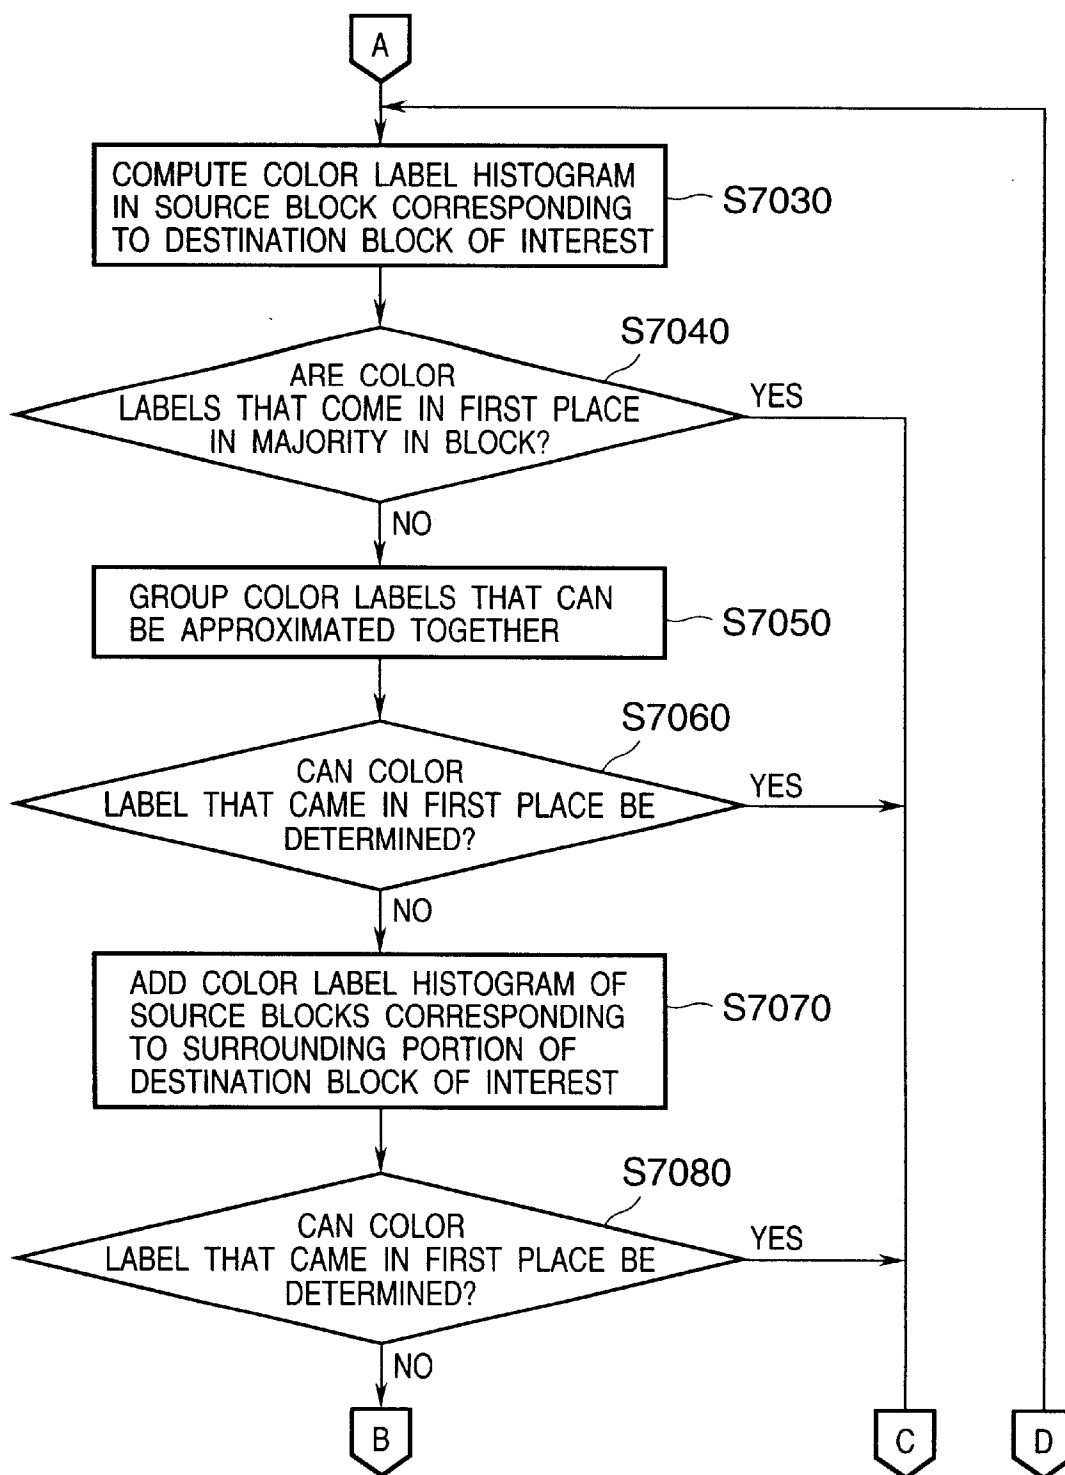 A
COMPUTE COLOR LABEL HISTOGRAM
IN SOURCE BLOCK CORRESPONDING
TO DESTINATION BLOCK OF INTEREST
S7030
S7040
ARE COLOR
LABELS THAT COME IN FIRST PLACE
IN MAJORITY IN BLOCK?
YES
NO
GROUP COLOR LABELS THAT CAN
BE APPROXIMATED TOGETHER
S7050
S7060
CAN COLOR
LABEL THAT CAME IN FIRST PLACE BE
DETERMINED?
YES
NO
ADD COLOR LABEL HISTOGRAM OF
SOURCE BLOCKS CORRESPONDING
TO SURROUNDING PORTION OF
DESTINATION BLOCK OF INTEREST
S7070
S7080
CAN COLOR
LABEL THAT CAME IN FIRST PLACE BE
DETERMINED?
YES
NO
B
C
D